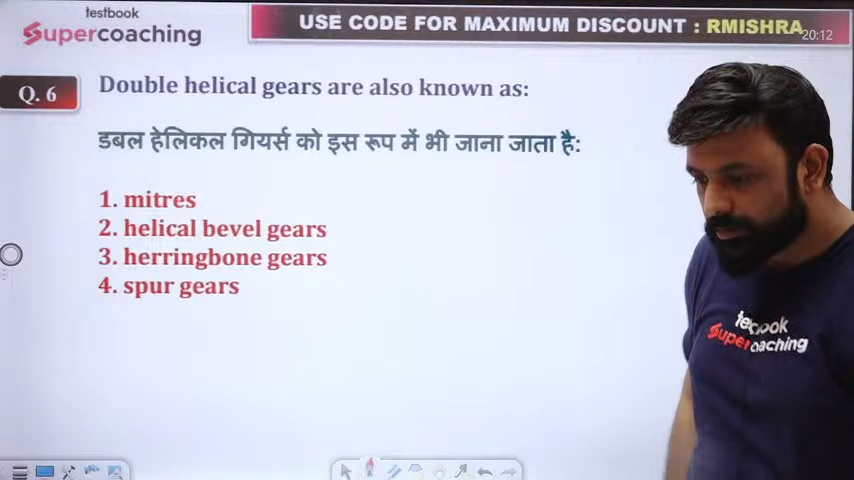 testbook
Supercoaching
USE CODE FOR MAXIMUM DISCOUNT : RMISHRA
20:12
Q. 6
Double helical gears are also known as:
डबल हेलिकल गियर्स को इस रूप में भी जाना जाता है:
1. mitres
2. helical bevel gears
3. herringbone gears
4. spur gears
testbook
Supercoaching